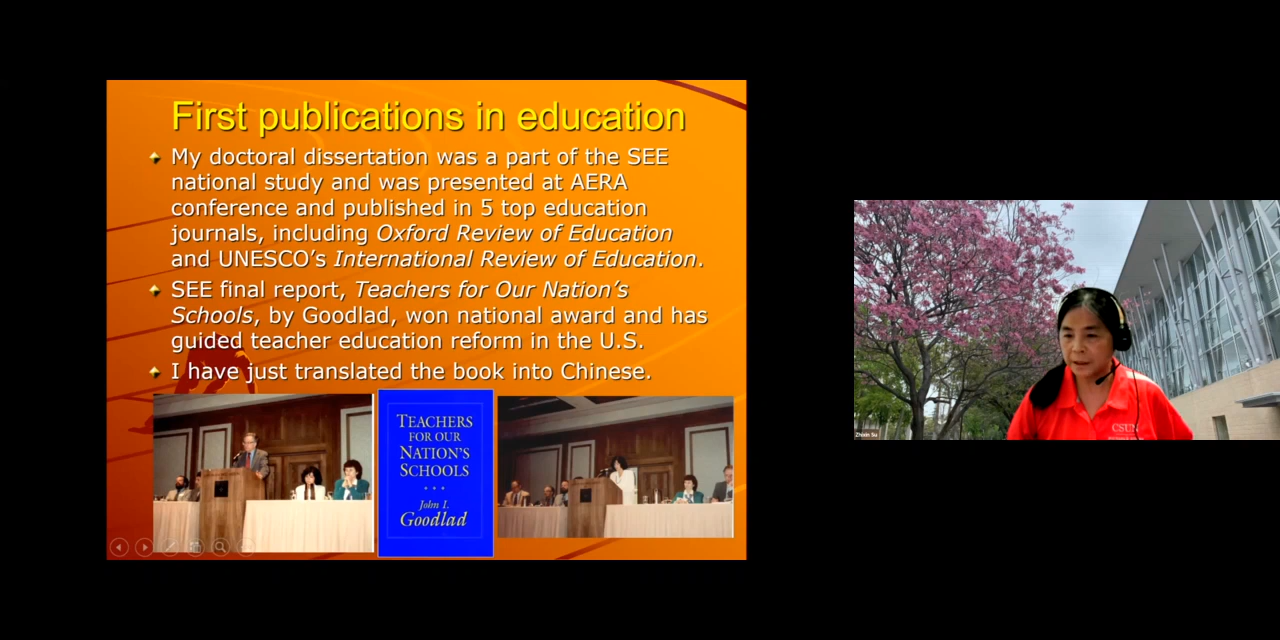 First publications in education
My doctoral dissertation was a part of the SEE
national study and was presented at AERA
conference and published in 5 top education
journals, including Oxford Review of Education
and UNESCO’s International Review of Education.
SEE final report, Teachers for Our Nation’s
Schools, by Goodlad, won national award and has
guided teacher education reform in the U.S.
I have just translated the book into Chinese.
TEACHERS
FOR OUR
NATION'S
SCHOOLS
John I.
Goodlad
CSUN
Zhixin Su